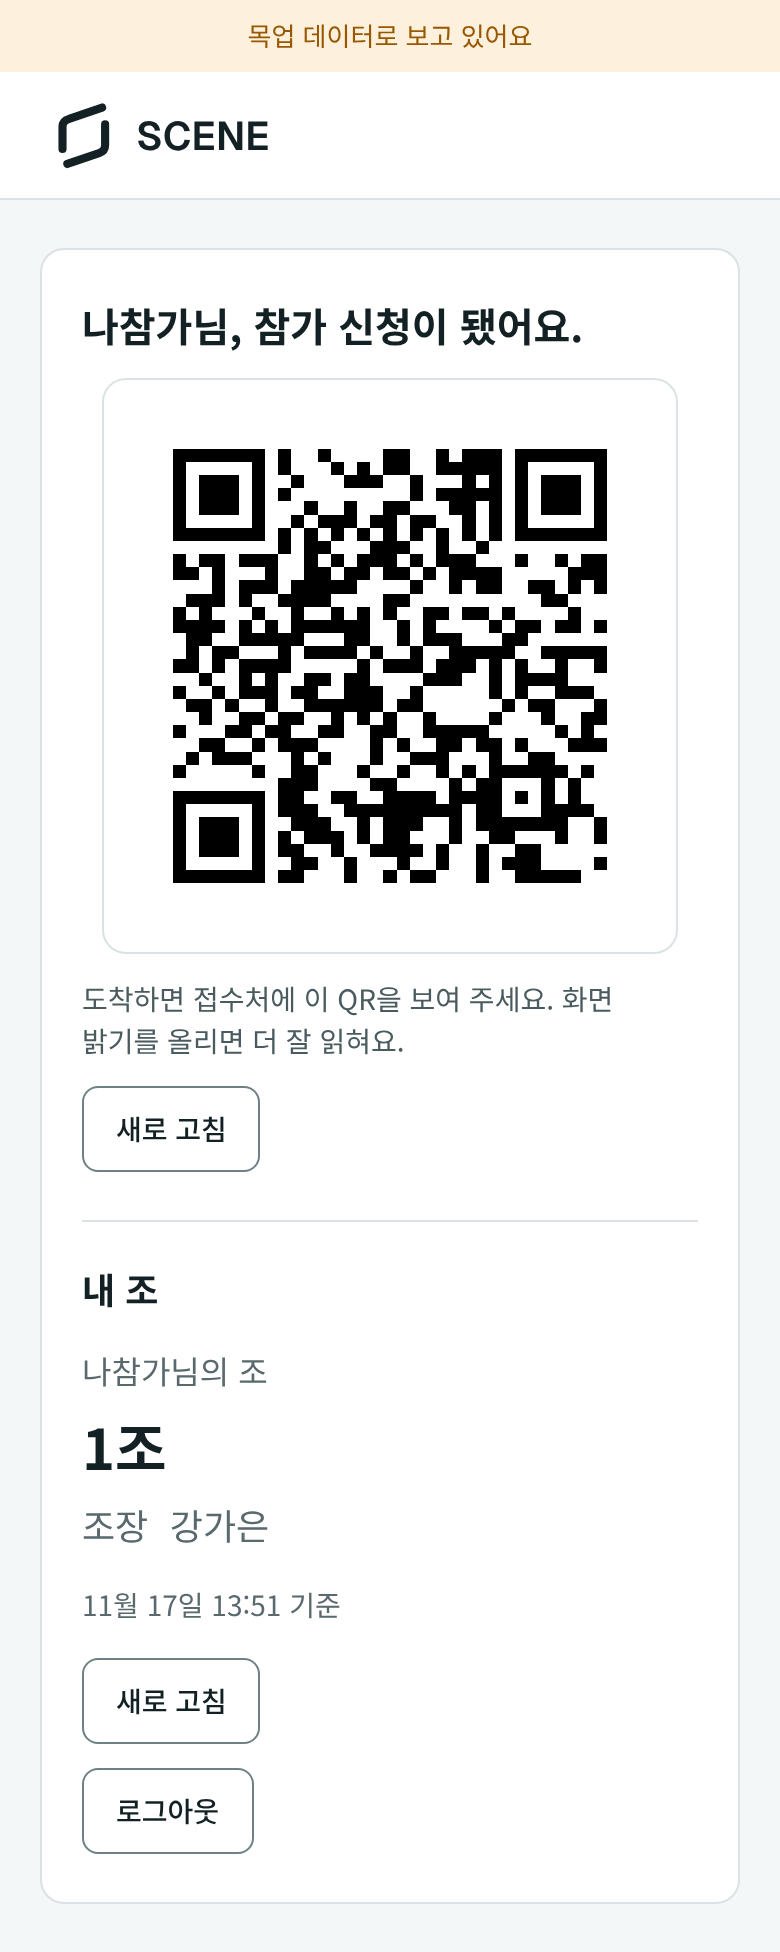 목업 데이터로 보고 있어요
SCENE
나참가님, 참가 신청이 됐어요.
도착하면 접수처에 이 QR을 보여 주세요. 화면
밝기를 올리면 더 잘 읽혀요.
새로 고침
내 조
나참가님의 조
1조
조장 강가은
11월 17일 13:51 기준
새로 고침
로그아웃